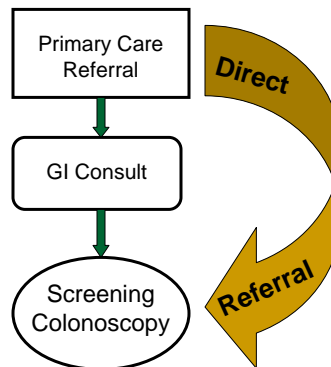 Primary Care
Referral
Direct
GI Consult
Screening
Colonoscopy
Referral